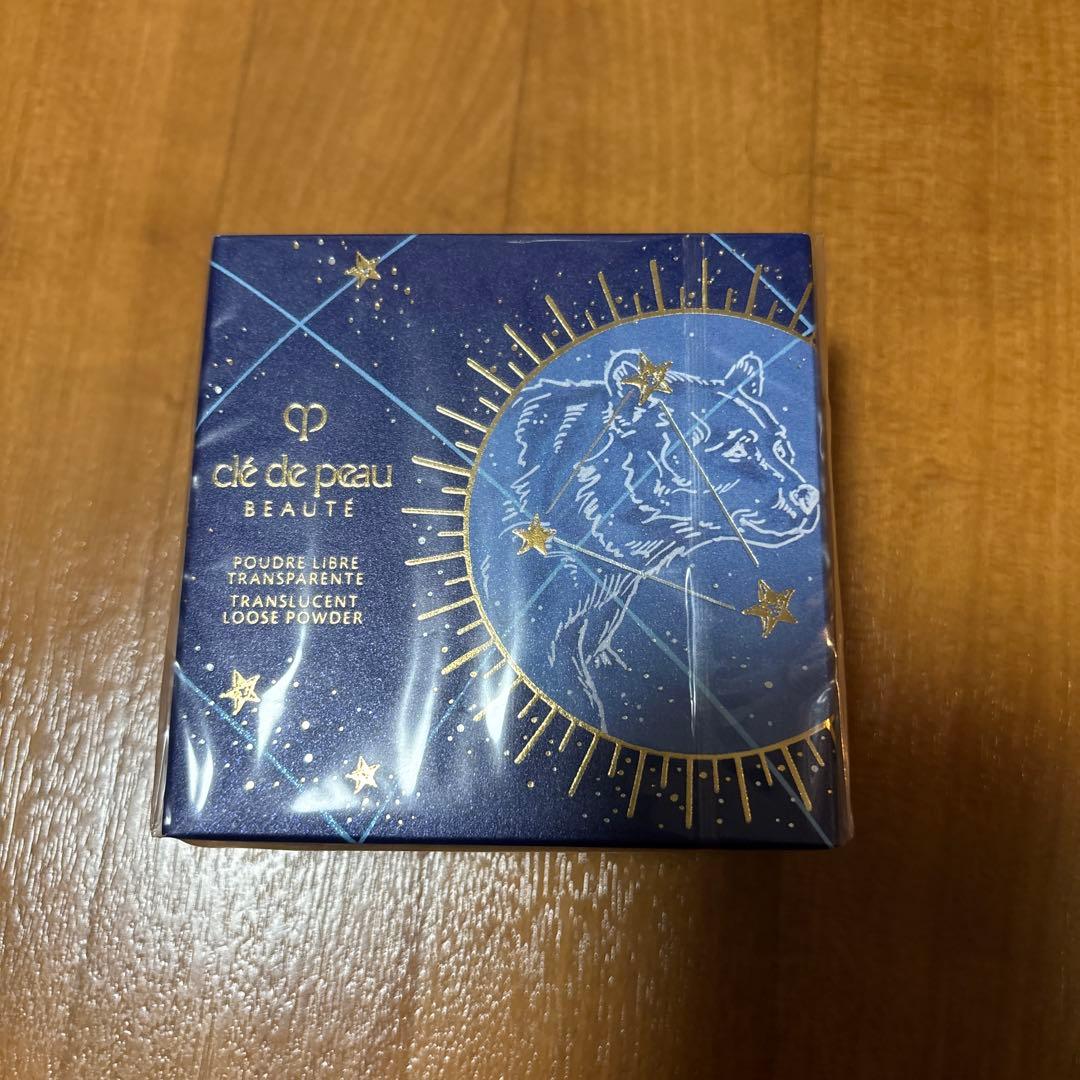 clé de peau
BEAUTÉ
POUDRE LIBRE
TRANSPARENTE
TRANSLUCENT
LOOSE POWDER